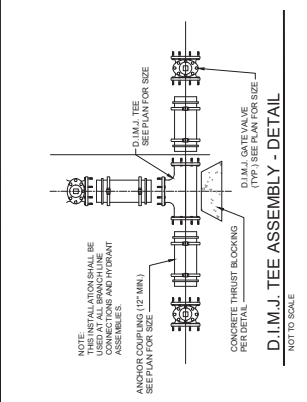 NOTE:
THIS INSTALLATION SHALL BE
USED AT ALL BRANCH LINE
CONNECTIONS AND HYDRANT
ASSEMBLIES.
D.I.M.J. TEE
SEE PLAN FOR SIZE
ANCHOR COUPLING (12" MIN.)
SEE PLAN FOR SIZE
CONCRETE THRUST BLOCKING
PER DETAIL
D.I.M.J. GATE VALVE
(TYP.) SEE PLAN FOR SIZE
D.I.M.J. TEE ASSEMBLY - DETAIL
NOT TO SCALE